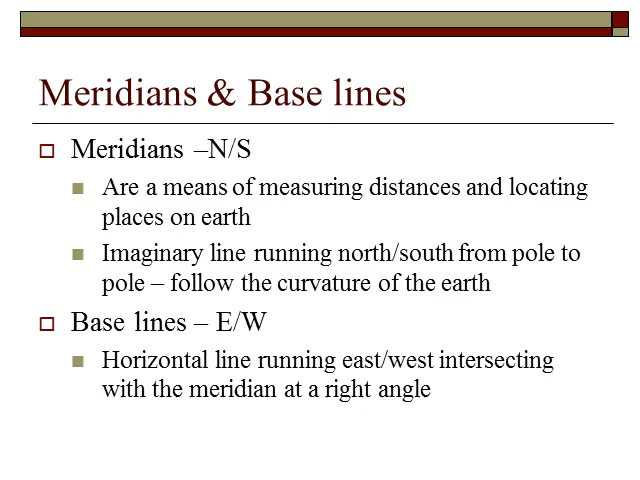 Meridians & Base lines
Meridians –N/S
Are a means of measuring distances and locating
places on earth
Imaginary line running north/south from pole to
pole – follow the curvature of the earth
Base lines – E/W
Horizontal line running east/west intersecting
with the meridian at a right angle